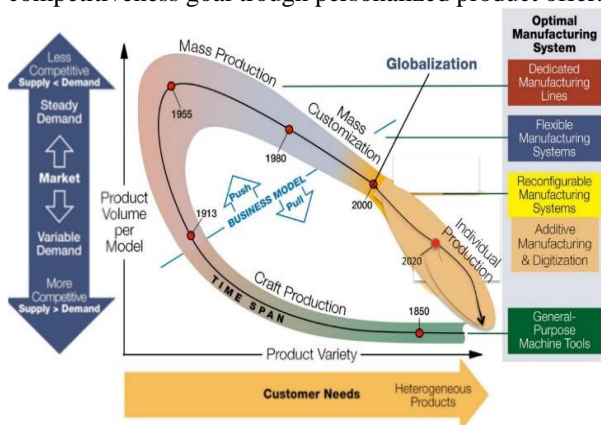 competitiveness goal trough personalized product offer.
Less
Competitive
Supply < Demand
Steady
Demand
Market
Variable
Demand
More
Competitive
Supply > Demand
Product
Volume
per
Model
Mass Production
1955
1980
1913
Push
BUSINESS MODEL
Pull
Mass
Customization
Globalization
2000
Individual
Production
2020
Craft Production
TIME SPAN
1850
Product Variety
Customer Needs
Heterogeneous
Products
Optimal
Manufacturing
System
Dedicated
Manufacturing
Lines
Flexible
Manufacturing
Systems
Reconfigurable
Manufacturing
Systems
Additive
Manufacturing
& Digitization
General-
Purpose
Machine Tools